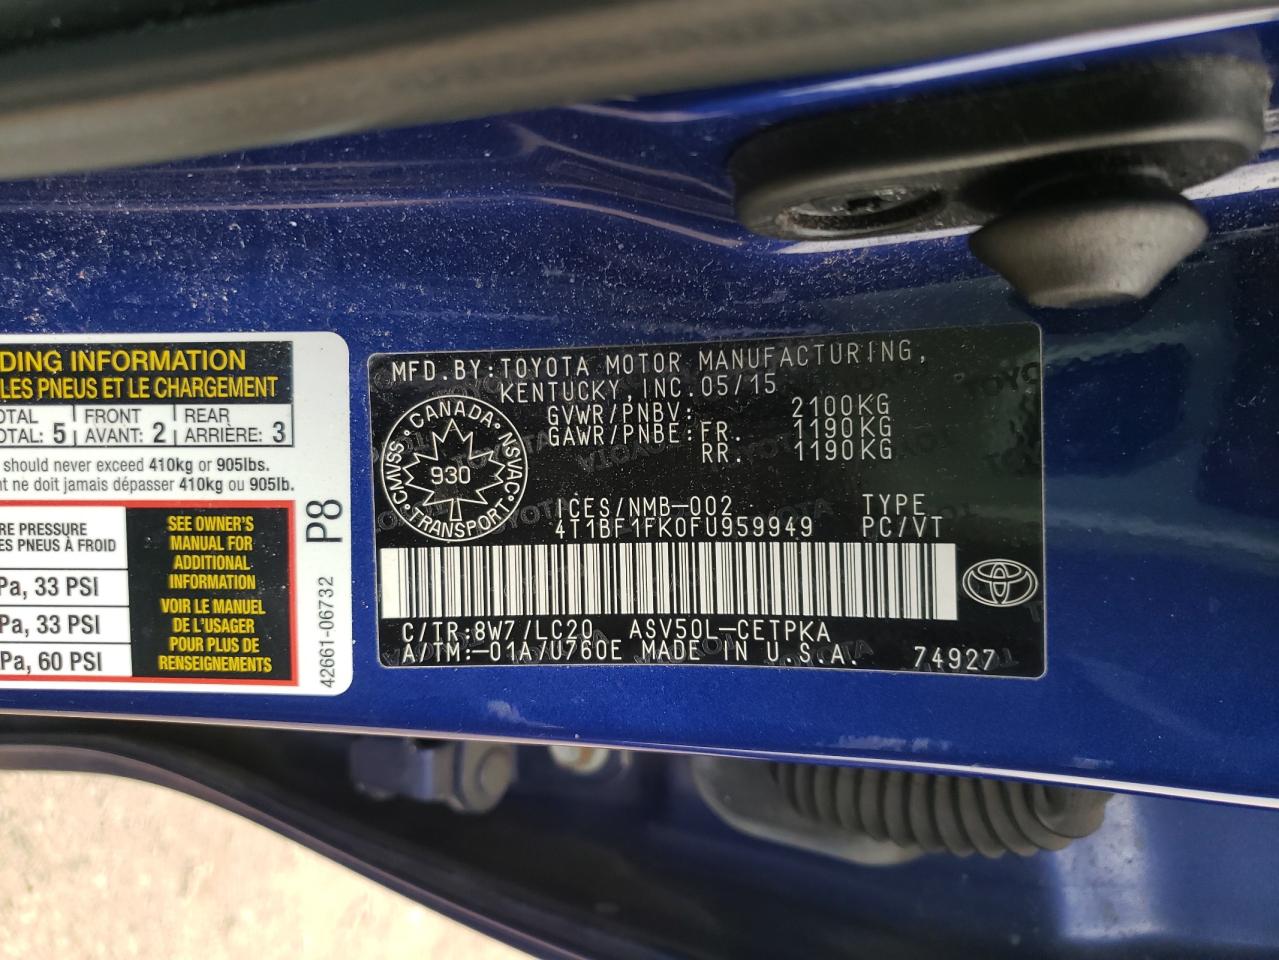 DING INFORMATION
LES PNEUS ET LE CHARGEMENT
OTAL FRONT REAR
OTAL: 5 AVANT: 2 ARRIÈRE: 3
should never exceed 410kg or 905lbs.
nt ne doit jamais dépasser 410kg ou 905lb.
RE PRESSURE
ES PNEUS À FROID
Pa, 33 PSI
Pa, 33 PSI
Pa, 60 PSI
SEE OWNER'S
MANUAL FOR
ADDITIONAL
INFORMATION
VOIR LE MANUEL
DE L'USAGER
POUR PLUS DE
RENSEIGNEMENTS
P8
42661-06732
MFD.BY:TOYOTA MOTOR MANUFACTURING,
KENTUCKY,INC.05/15
GVWR/PNBV: 2100KG
GAWR/PNBE:FR. 1190KG
RR. 1190KG
CANADA • NSVAC • TRANSPORT • CMVSS
930
ICES/NMB-002 TYPE
4T1BF1FK0FU959949 PC/VT
C/TR:8W7/LC20 ASV50L-CETPKA
A/TM:-01A/U760E MADE IN U.S.A. 74927